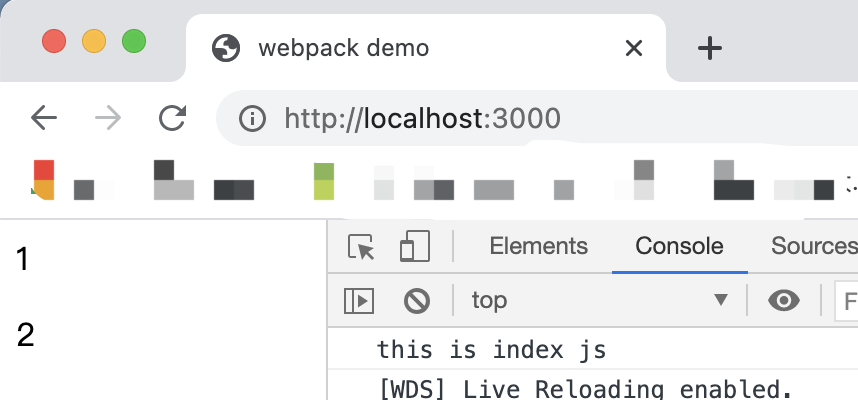 webpack demo
http://localhost:3000
1
2
Elements Console Sources
top F
this is index js
[WDS] Live Reloading enabled.